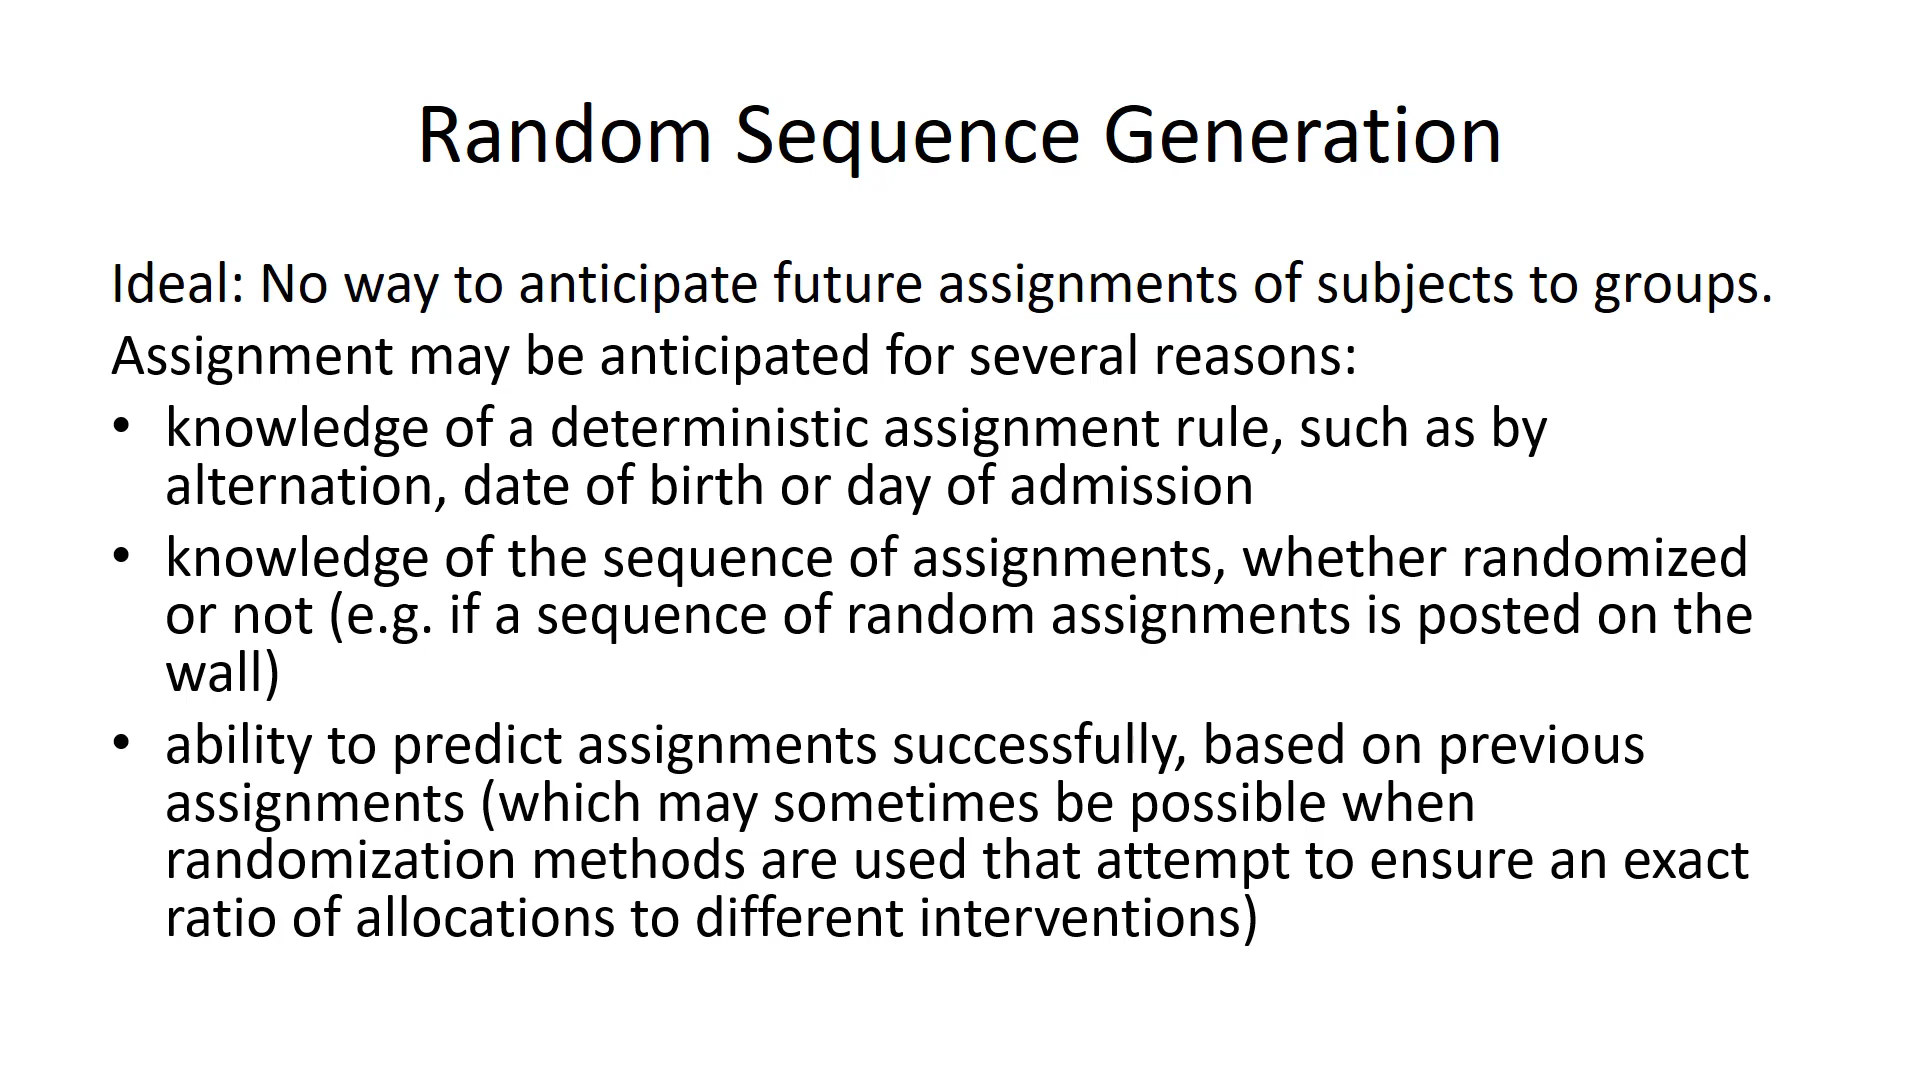 Random Sequence Generation
Ideal: No way to anticipate future assignments of subjects to groups.
Assignment may be anticipated for several reasons:
• knowledge of a deterministic assignment rule, such as by
alternation, date of birth or day of admission
• knowledge of the sequence of assignments, whether randomized
or not (e.g. if a sequence of random assignments is posted on the
wall)
• ability to predict assignments successfully, based on previous
assignments (which may sometimes be possible when
randomization methods are used that attempt to ensure an exact
ratio of allocations to different interventions)